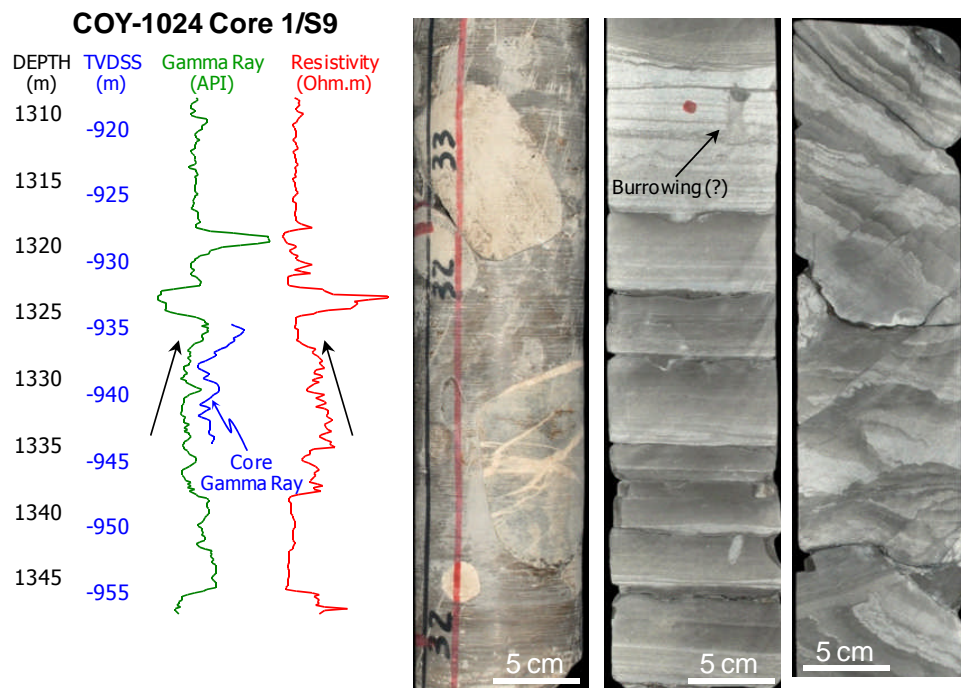 COY-1024 Core 1/S9
DEPTH
(m)
TVDSS
(m)
Gamma Ray
(API)
Resistivity
(Ohm.m)
1310
-920
1315
-925
1320
-930
1325
-935
1330
-940
1335
-945
1340
-950
1345
-955
Core
Gamma Ray
33
32
32
5 cm
Burrowing (?)
5 cm
5 cm